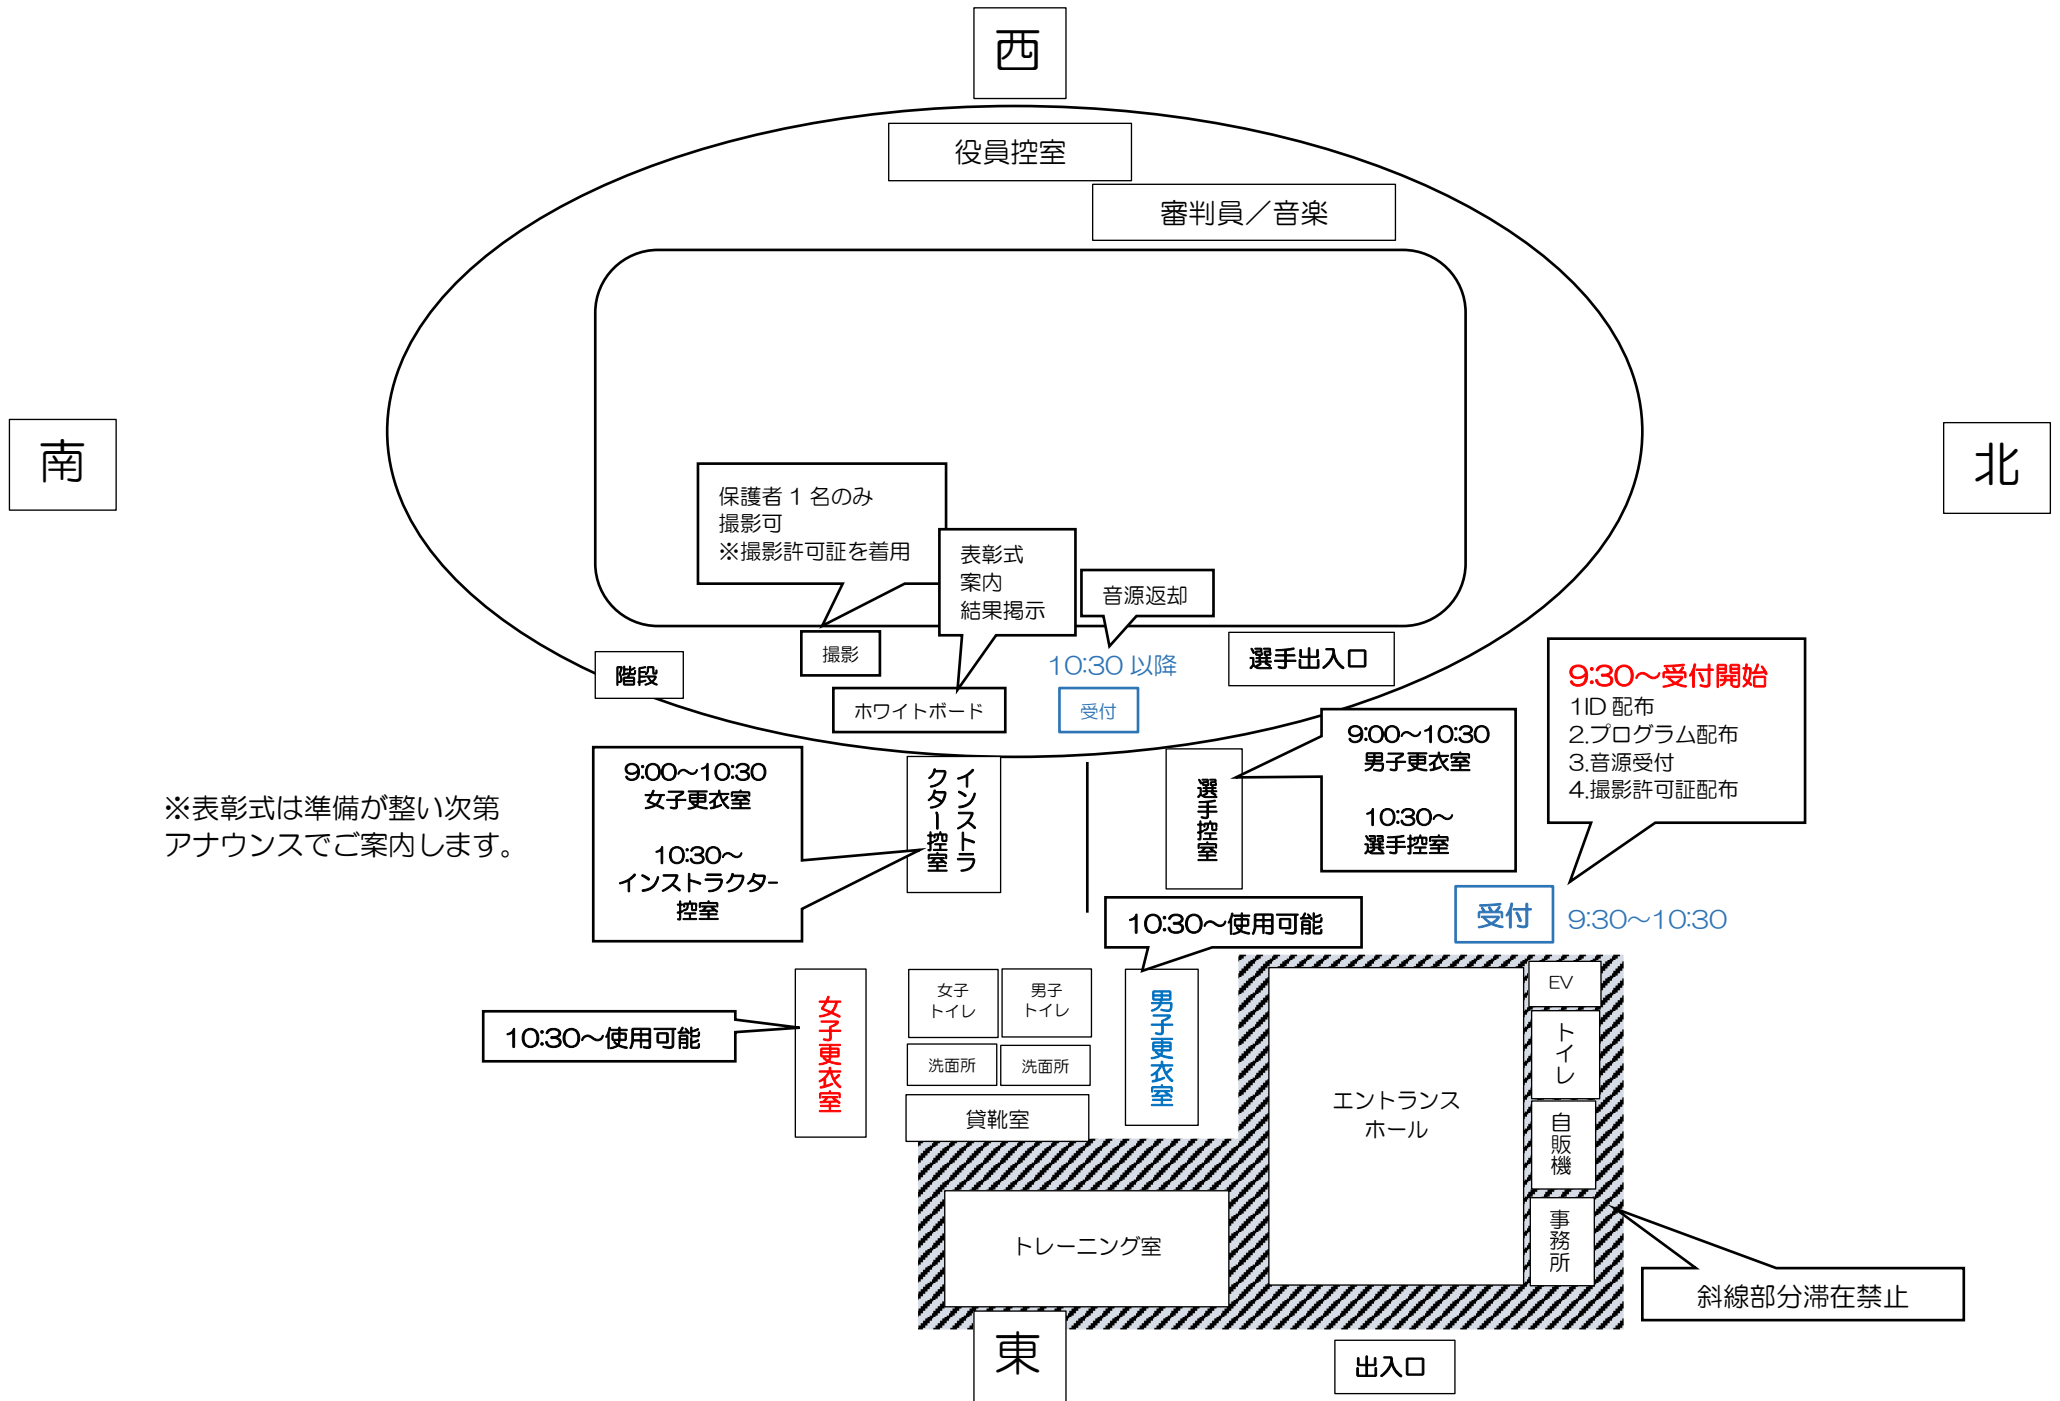 西
役員控室
審判員／音楽
南
北
保護者 1 名のみ
撮影可
※撮影許可証を着用
表彰式
案内
結果掲示
音源返却
10:30 以降
受付
撮影
階段
ホワイトボード
選手出入口
9:30～受付開始
1ID 配布
2.プログラム配布
3.音源受付
4.撮影許可証配布
※表彰式は準備が整い次第
アナウンスでご案内します。
9:00～10:30
女子更衣室
10:30～
インストラクター
控室
インストラ
クター控室
選手控室
9:00～10:30
男子更衣室
10:30～
選手控室
受付
9:30～10:30
10:30～使用可能
10:30～使用可能
女子更衣室
女子
トイレ
男子
トイレ
洗面所
洗面所
貸靴室
男子更衣室
エントランス
ホール
EV
トイレ
自販機
事務所
トレーニング室
斜線部分滞在禁止
東
出入口